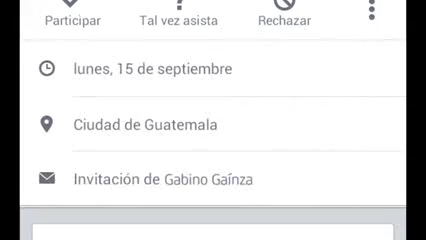 Participar
Tal vez asista
Rechazar
lunes, 15 de septiembre
Ciudad de Guatemala
Invitación de Gabino Gaínza